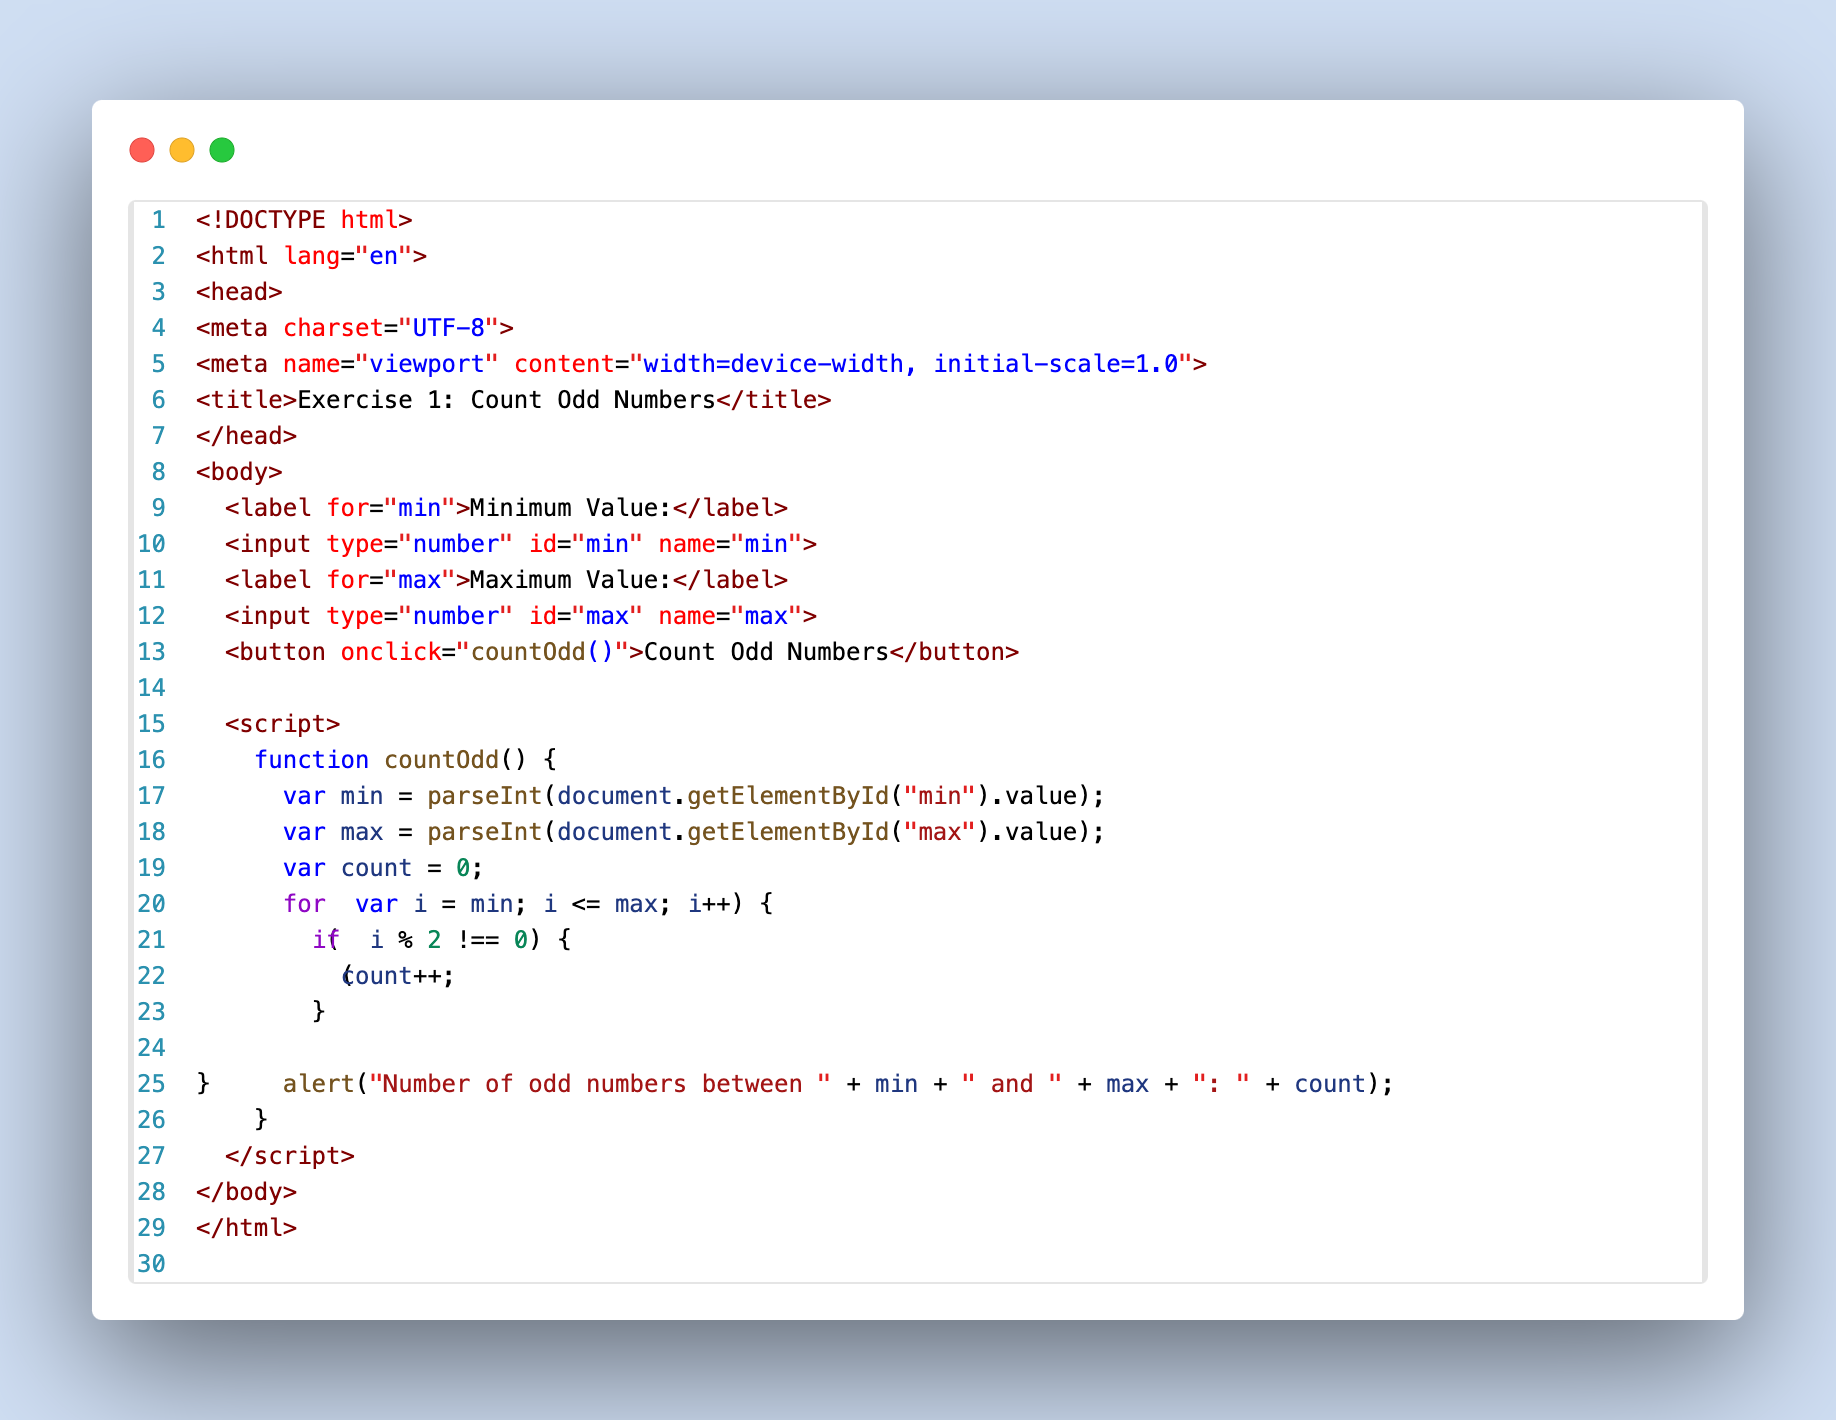 1 <!DOCTYPE html>
2 <html lang="en">
3 <head>
4 <meta charset="UTF-8">
5 <meta name="viewport" content="width=device-width, initial-scale=1.0">
6 <title>Exercise 1: Count Odd Numbers</title>
7 </head>
8 <body>
9   <label for="min">Minimum Value:</label>
10   <input type="number" id="min" name="min">
11   <label for="max">Maximum Value:</label>
12   <input type="number" id="max" name="max">
13   <button onclick="countOdd()">Count Odd Numbers</button>
14
15   <script>
16     function countOdd() {
17       var min = parseInt(document.getElementById("min").value);
18       var max = parseInt(document.getElementById("max").value);
19       var count = 0;
20       for  var i = min; i <= max; i++) {
21         if(  i % 2 !== 0) {
22           (count++;
23         }
24
25 }     alert("Number of odd numbers between " + min + " and " + max + ": " + count);
26     }
27   </script>
28 </body>
29 </html>
30